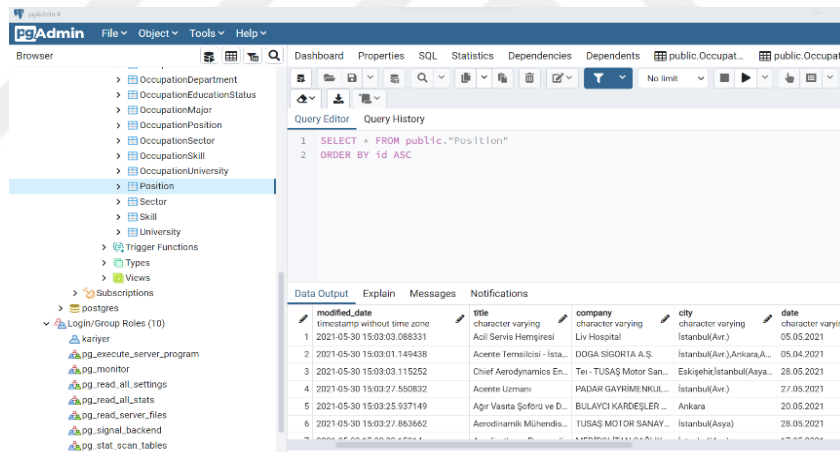 pgAdmin 4
pgAdmin File Object Tools Help
Browser
Dashboard Properties SQL Statistics Dependencies Dependents public.Occupat... public.Occupat
No limit
Query Editor Query History
1 SELECT * FROM public."Position"
2 ORDER BY id ASC
OccupationDepartment
OccupationEducationStatus
OccupationMajor
OccupationPosition
OccupationSector
OccupationSkill
OccupationUniversity
Position
Sector
Skill
University
Trigger Functions
Types
Views
Subscriptions
postgres
Login/Group Roles (10)
kariyer
pg_execute_server_program
pg_monitor
pg_read_all_settings
pg_read_all_stats
pg_read_server_files
pg_signal_backend
pg_stat_scan_tables
Data Output Explain Messages Notifications
modified_date title company city date
timestamp without time zone character varying character varying character varying character varyin
1 2021-05-30 15:03:03.088331 Acil Servis Hemşiresi Liv Hospital İstanbul(Avr.) 05.05.2021
2 2021-05-30 15:03:01.149438 Acente Temsilcisi - İsta... DOGA SİGORTA A.Ş. İstanbul(Avr.),Ankara,A... 05.04.2021
3 2021-05-30 15:03:03.115252 Chief Aerodynamics En... Tei - TUSAŞ Motor San... Eskişehir,İstanbul(Asya... 28.05.2021
4 2021-05-30 15:03:27.550832 Acente Uzmanı PADAR GAYRİMENKUL... İstanbul(Avr.) 27.05.2021
5 2021-05-30 15:03:25.937149 Ağır Vasıta Şoförü ve D... BULAYCI KARDEŞLER ... Ankara 20.05.2021
6 2021-05-30 15:03:27.863662 Aerodinamik Mühendis... TUSAŞ MOTOR SANAY... İstanbul(Asya) 28.05.2021